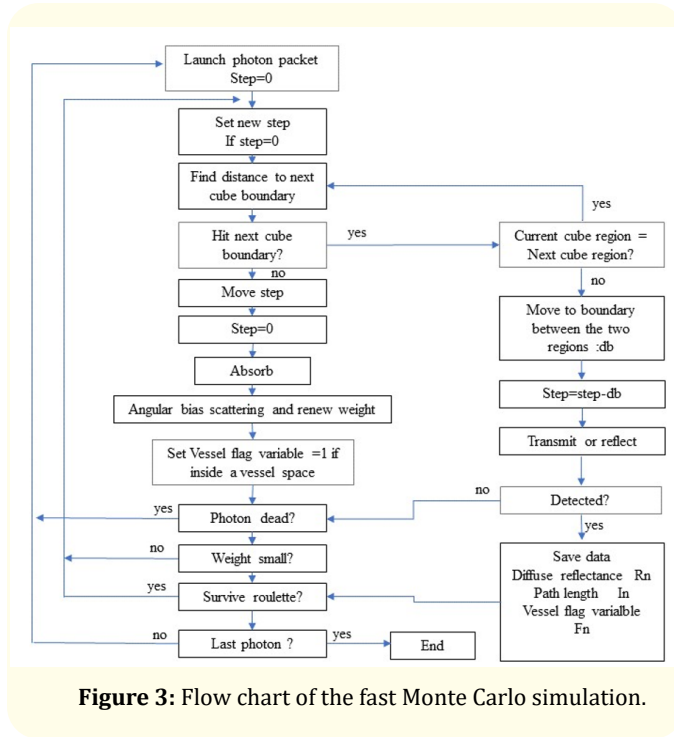 Launch photon packet
Step=0
Set new step
If step=0
Find distance to next
cube boundary
yes
Hit next cube
boundary?
yes
Current cube region =
Next cube region?
no
no
Move step
Move to boundary
between the two
regions :db
Step=0
Absorb
Step=step-db
Angular bias scattering and renew weight
Transmit or reflect
Set Vessel flag variable =1 if
inside a vessel space
no
Detected?
yes
Photon dead?
yes
no
Weight small?
Save data
Diffuse reflectance Rn
Path length In
Vessel flag varialble
Fn
yes
Survive roulette?
no
Last photon ?
yes
End
Figure 3: Flow chart of the fast Monte Carlo simulation.